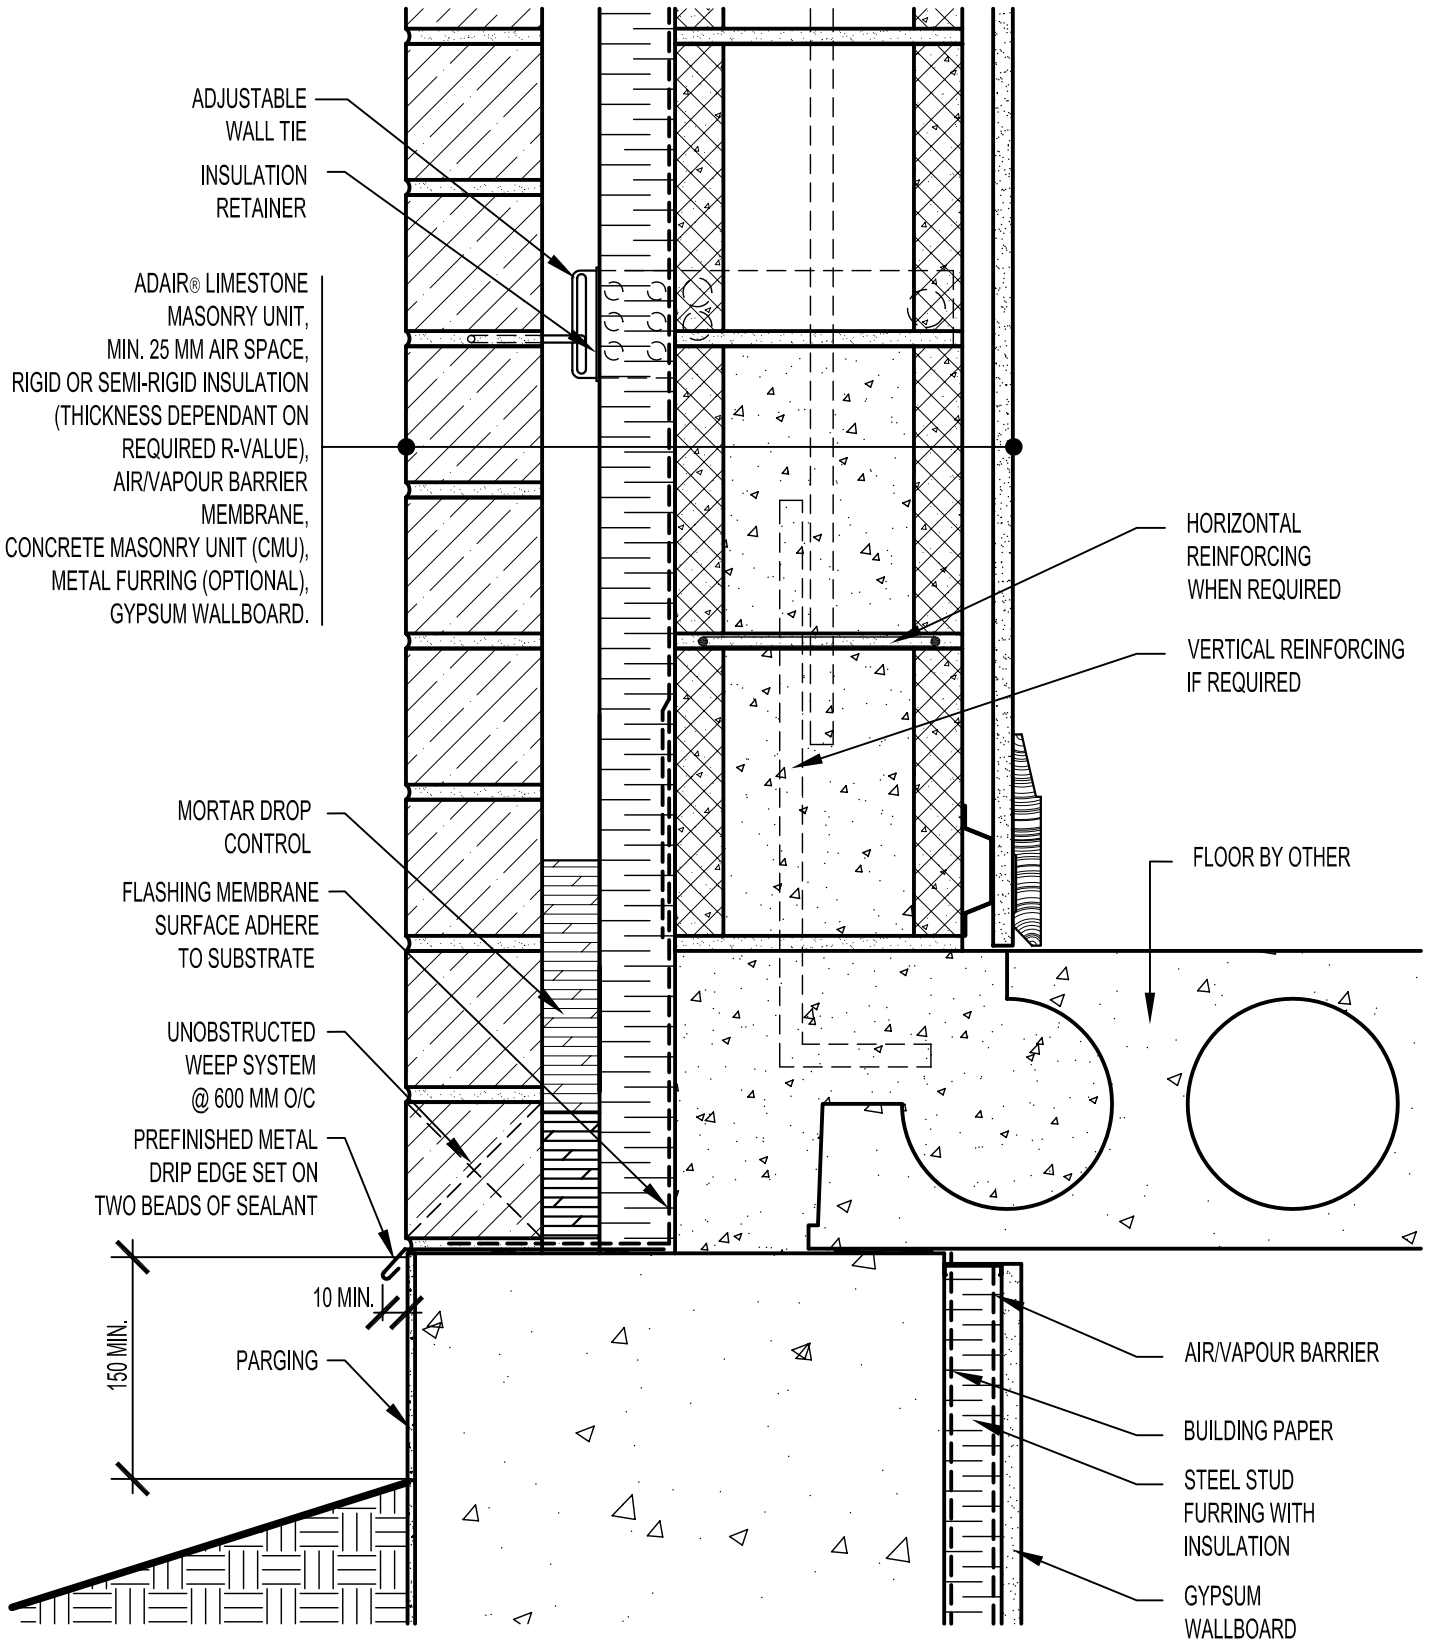 ADJUSTABLE
WALL TIE
INSULATION
RETAINER
ADAIR® LIMESTONE
MASONRY UNIT,
MIN. 25 MM AIR SPACE,
RIGID OR SEMI-RIGID INSULATION
(THICKNESS DEPENDANT ON
REQUIRED R-VALUE),
AIR/VAPOUR BARRIER
MEMBRANE,
CONCRETE MASONRY UNIT (CMU),
METAL FURRING (OPTIONAL),
GYPSUM WALLBOARD.
MORTAR DROP
CONTROL
FLASHING MEMBRANE
SURFACE ADHERE
TO SUBSTRATE
UNOBSTRUCTED
WEEP SYSTEM
@ 600 MM O/C
PREFINISHED METAL
DRIP EDGE SET ON
TWO BEADS OF SEALANT
10 MIN.
150 MIN.
PARGING
HORIZONTAL
REINFORCING
WHEN REQUIRED
VERTICAL REINFORCING
IF REQUIRED
FLOOR BY OTHER
AIR/VAPOUR BARRIER
BUILDING PAPER
STEEL STUD
FURRING WITH
INSULATION
GYPSUM
WALLBOARD